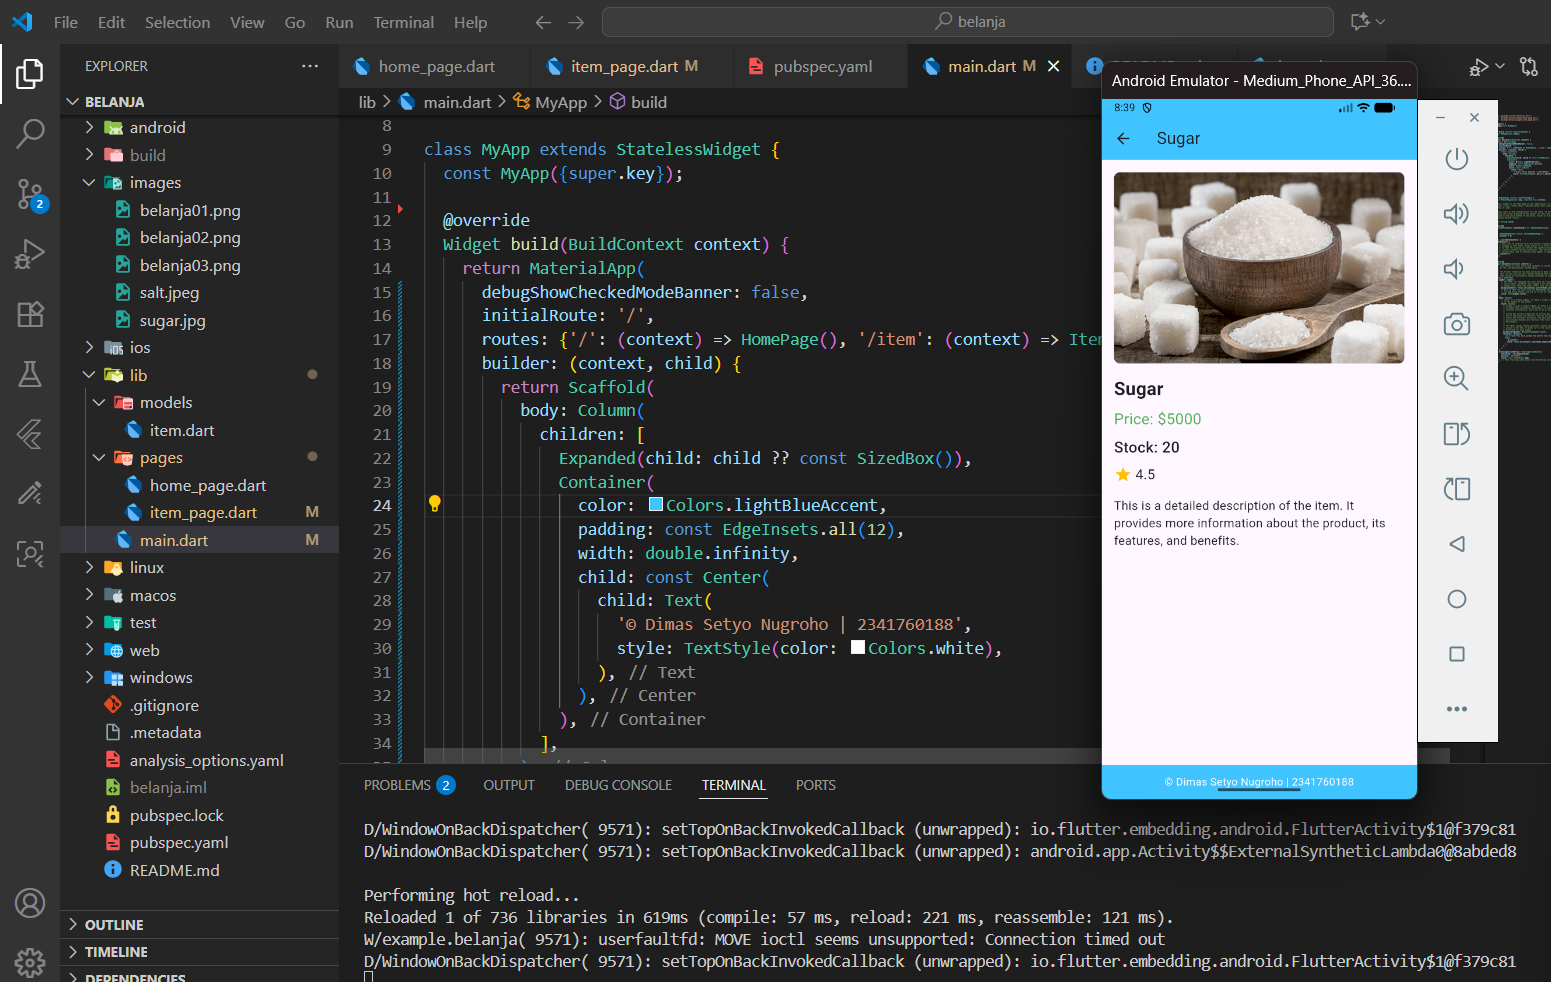 File Edit Selection View Go Run Terminal Help
belanja
EXPLORER
home_page.dart
item_page.dart M
pubspec.yaml
main.dart M
BELANJA
android
build
images
belanja01.png
belanja02.png
belanja03.png
salt.jpeg
sugar.jpg
ios
lib
models
item.dart
pages
home_page.dart
item_page.dart M
main.dart M
linux
macos
test
web
windows
.gitignore
.metadata
analysis_options.yaml
belanja.iml
pubspec.lock
pubspec.yaml
README.md
OUTLINE
TIMELINE
DEPENDENCIES
2
lib > main.dart > MyApp > build
8
9 class MyApp extends StatelessWidget {
10 const MyApp({super.key});
11
12 @override
13 Widget build(BuildContext context) {
14 return MaterialApp(
15 debugShowCheckedModeBanner: false,
16 initialRoute: '/',
17 routes: {'/': (context) => HomePage(), '/item': (context) => Iter
18 builder: (context, child) {
19 return Scaffold(
20 body: Column(
21 children: [
22 Expanded(child: child ?? const SizedBox()),
23 Container(
24 color: Colors.lightBlueAccent,
25 padding: const EdgeInsets.all(12),
26 width: double.infinity,
27 child: const Center(
28 child: Text(
29 '© Dimas Setyo Nugroho | 2341760188',
30 style: TextStyle(color: Colors.white),
31 ), // Text
32 ), // Center
33 ), // Container
34 ],
PROBLEMS 2 OUTPUT DEBUG CONSOLE TERMINAL PORTS
D/WindowOnBackDispatcher( 9571): setTopOnBackInvokedCallback (unwrapped): io.flutter.embedding.android.FlutterActivity$1@f379c81
D/WindowOnBackDispatcher( 9571): setTopOnBackInvokedCallback (unwrapped): android.app.Activity$$ExternalSyntheticLambda0@8abded8
Performing hot reload...
Reloaded 1 of 736 libraries in 619ms (compile: 57 ms, reload: 221 ms, reassemble: 121 ms).
W/example.belanja( 9571): userfaultfd: MOVE ioctl seems unsupported: Connection timed out
D/WindowOnBackDispatcher( 9571): setTopOnBackInvokedCallback (unwrapped): io.flutter.embedding.android.FlutterActivity$1@f379c81
Android Emulator - Medium_Phone_API_36....
8:39
Sugar
Sugar
Price: $5000
Stock: 20
4.5
This is a detailed description of the item. It
provides more information about the product, its
features, and benefits.
© Dimas Setyo Nugroho | 2341760188